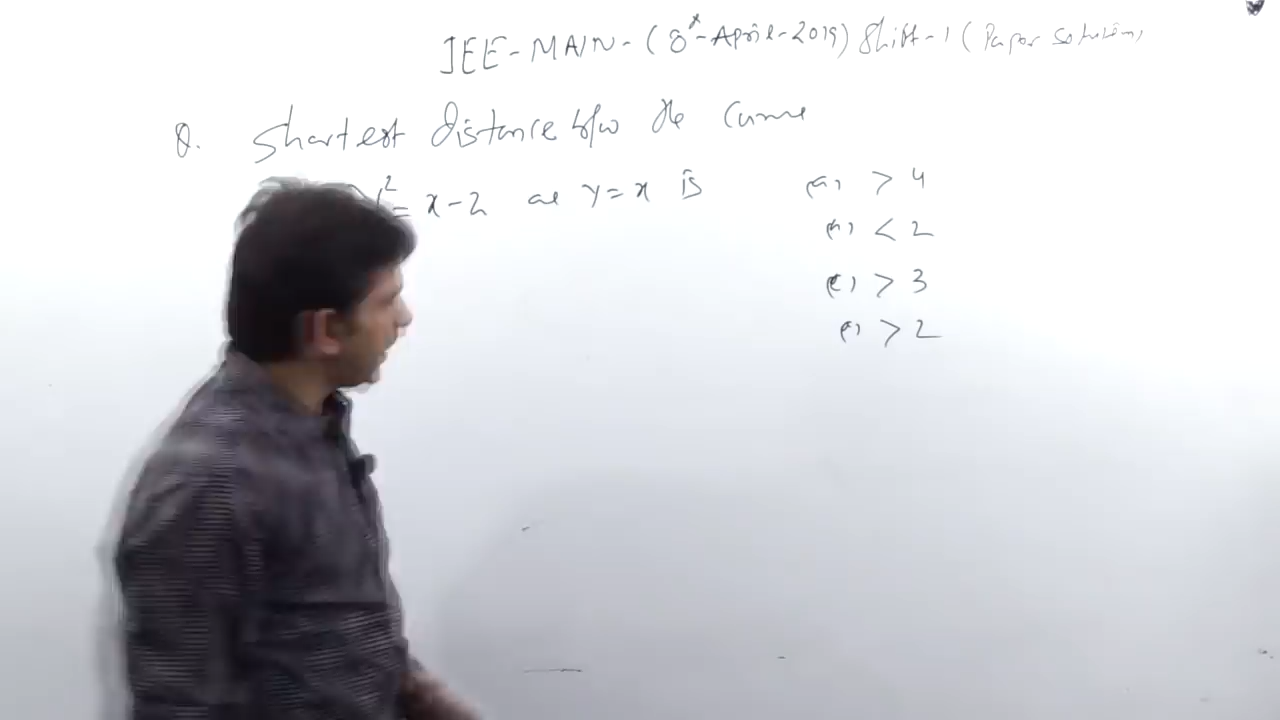 JEE-MAIN-(8-April-2019) Shift-1 (Paper solution)
Q. Shortest distance b/w the curve
y²= x-2 and y=x is
(a) > 4
< 2
(c) > 3
> 2